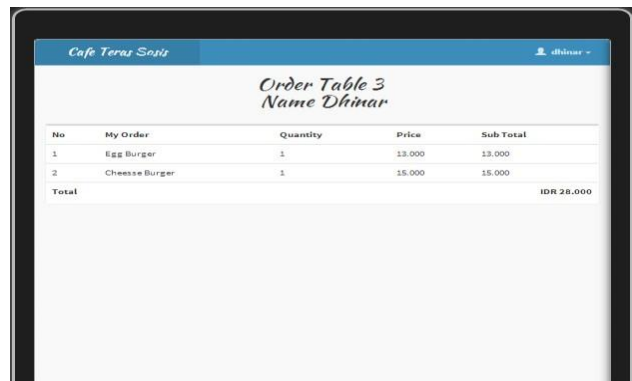 Cafe Teras Sosis dhinar
Order Table 3
Name Dhinar
No My Order Quantity Price Sub Total
1 Egg Burger 1 13.000 13.000
2 Cheesse Burger 1 15.000 15.000
Total IDR 28.000